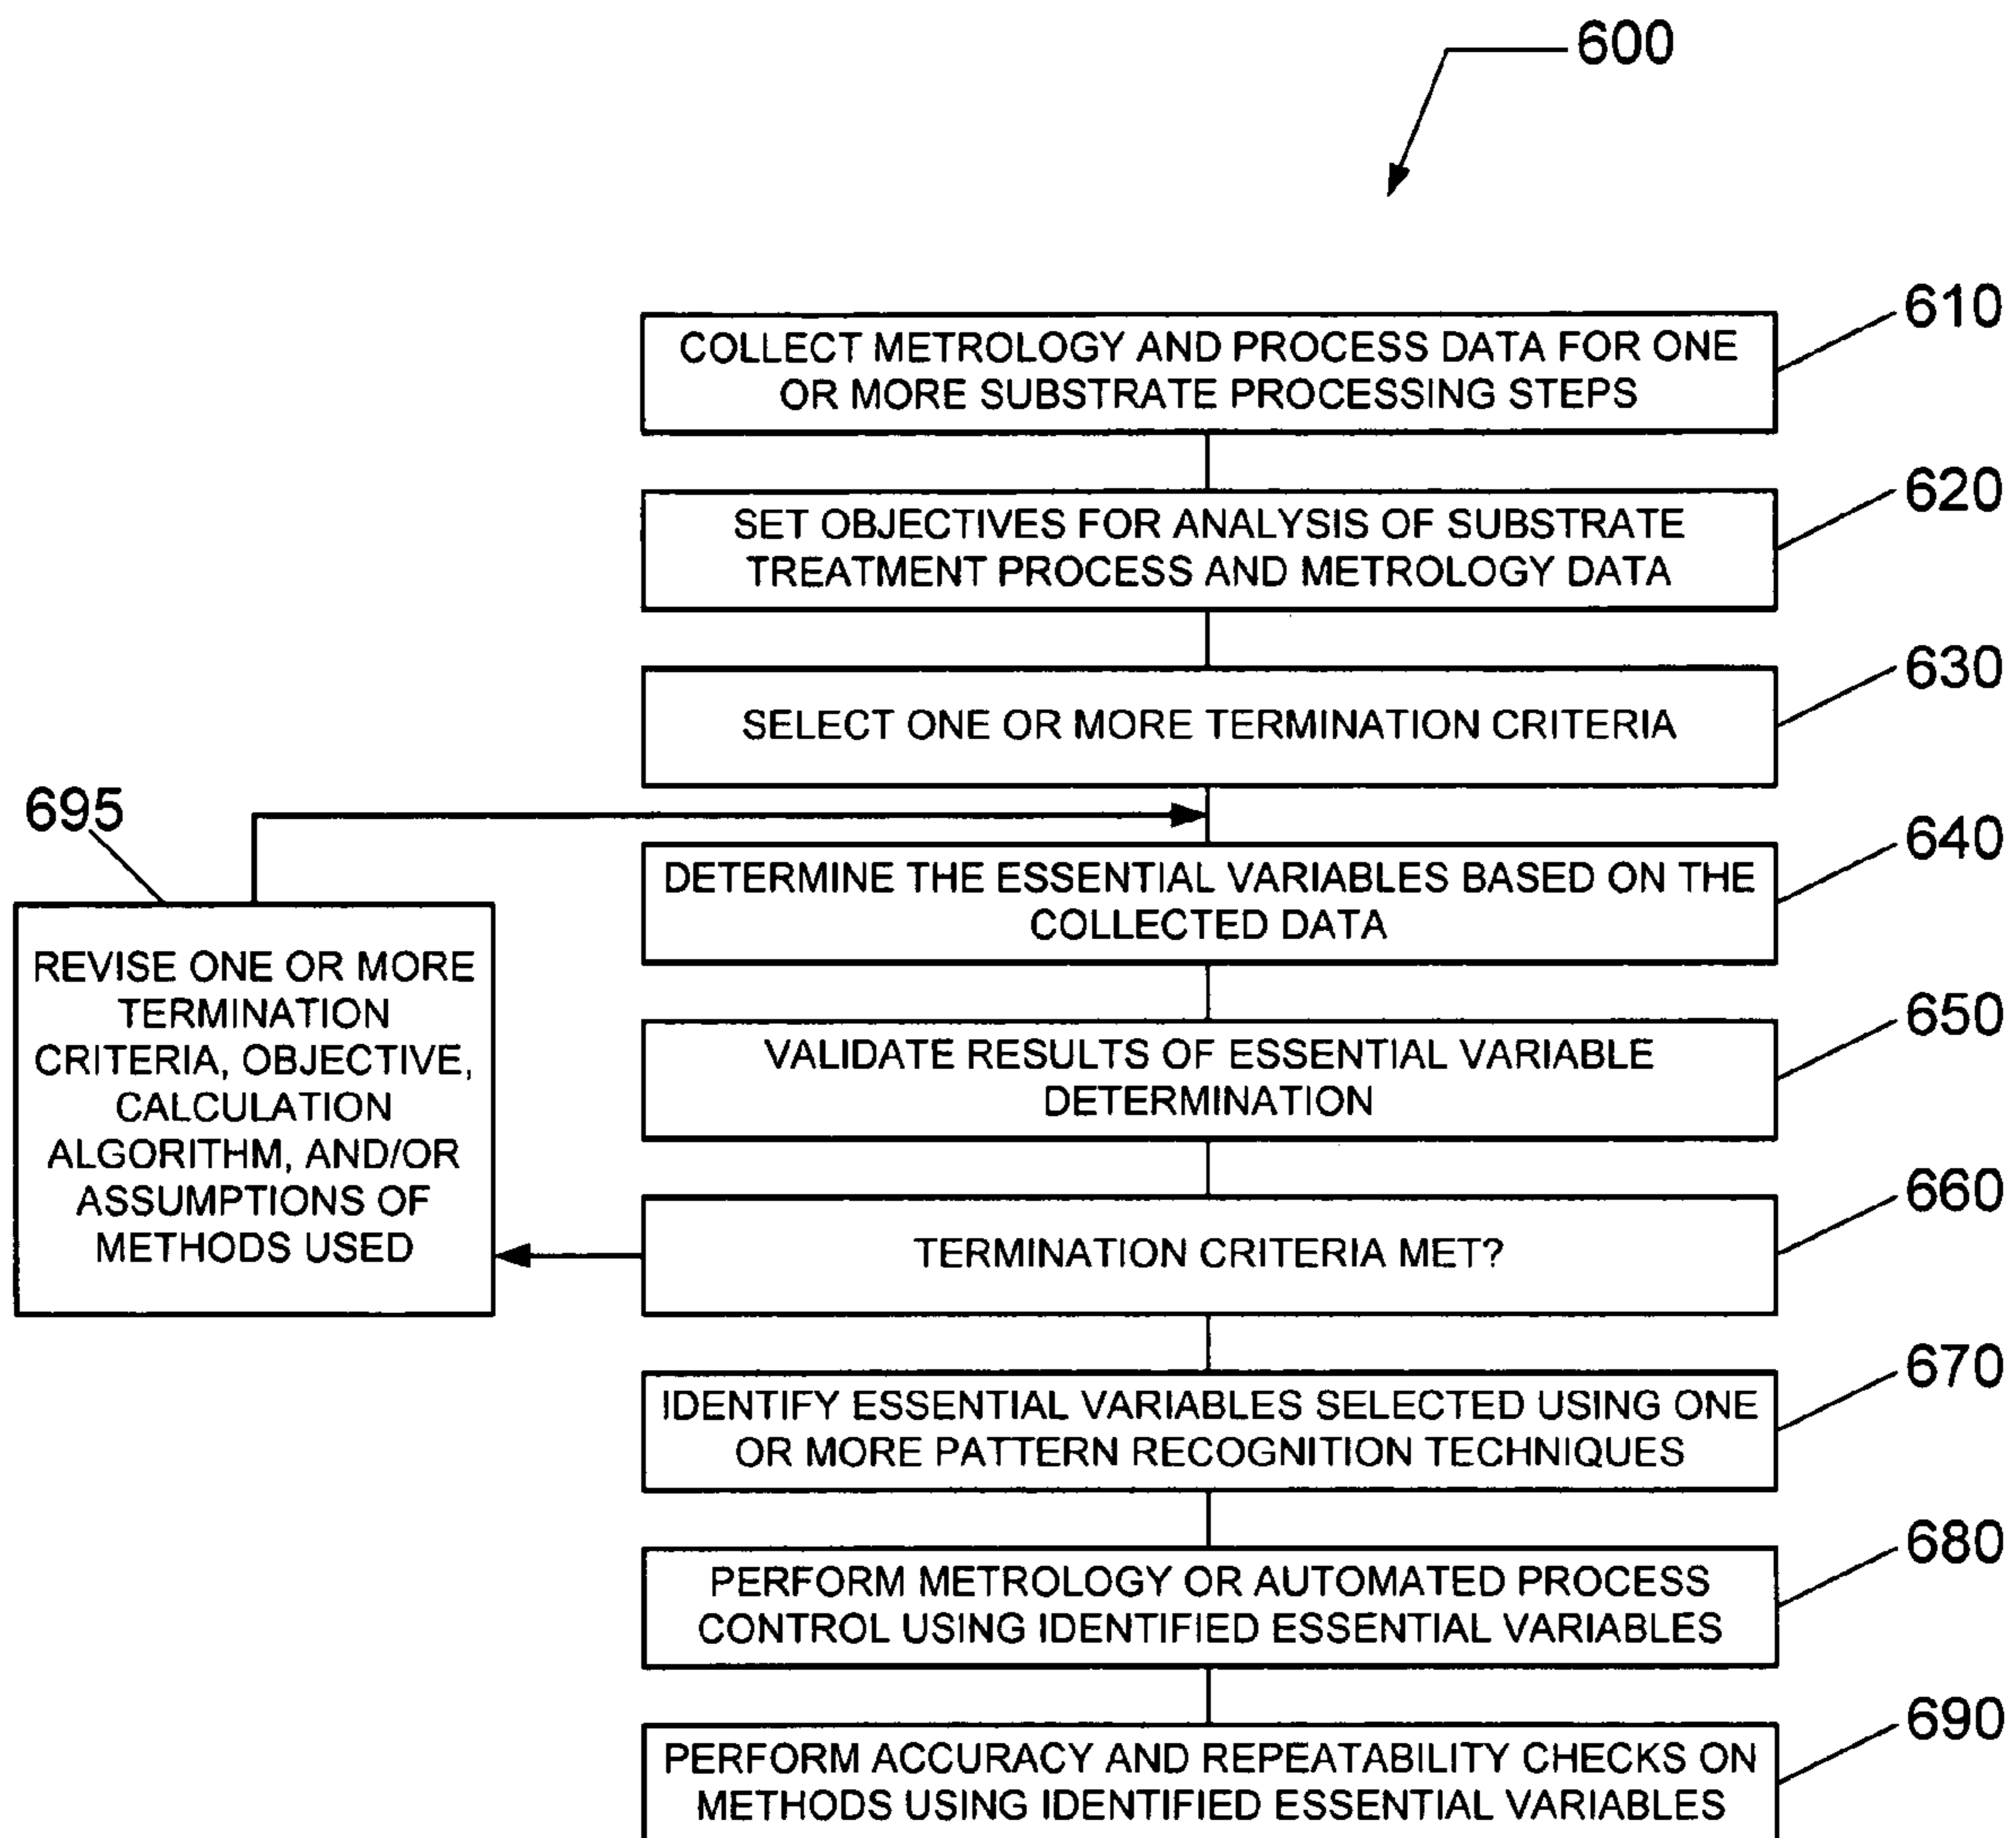 600
610
COLLECT METROLOGY AND PROCESS DATA FOR ONE
OR MORE SUBSTRATE PROCESSING STEPS
620
SET OBJECTIVES FOR ANALYSIS OF SUBSTRATE
TREATMENT PROCESS AND METROLOGY DATA
630
SELECT ONE OR MORE TERMINATION CRITERIA
640
DETERMINE THE ESSENTIAL VARIABLES BASED ON THE
COLLECTED DATA
650
VALIDATE RESULTS OF ESSENTIAL VARIABLE
DETERMINATION
660
TERMINATION CRITERIA MET?
695
REVISE ONE OR MORE
TERMINATION
CRITERIA, OBJECTIVE,
CALCULATION
ALGORITHM, AND/OR
ASSUMPTIONS OF
METHODS USED
670
IDENTIFY ESSENTIAL VARIABLES SELECTED USING ONE
OR MORE PATTERN RECOGNITION TECHNIQUES
680
PERFORM METROLOGY OR AUTOMATED PROCESS
CONTROL USING IDENTIFIED ESSENTIAL VARIABLES
690
PERFORM ACCURACY AND REPEATABILITY CHECKS ON
METHODS USING IDENTIFIED ESSENTIAL VARIABLES